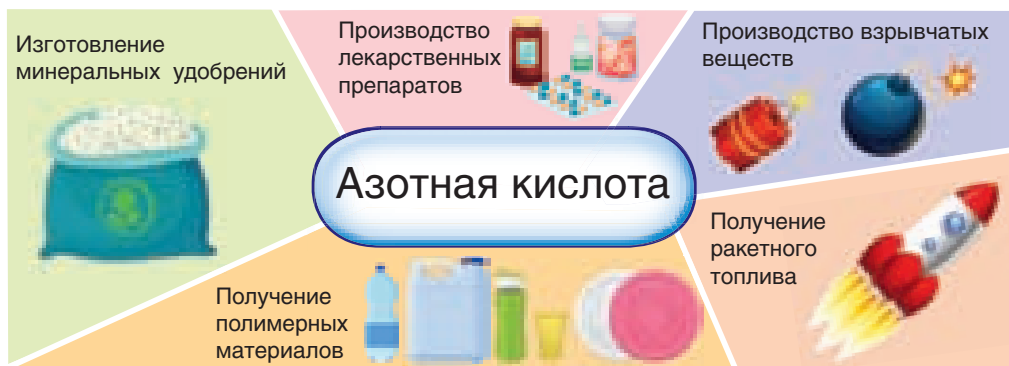 Изготовление
минеральных удобрений
Производство
лекарственных
препаратов
Производство взрывчатых
веществ
Азотная кислота
Получение
ракетного
топлива
Получение
полимерных
материалов